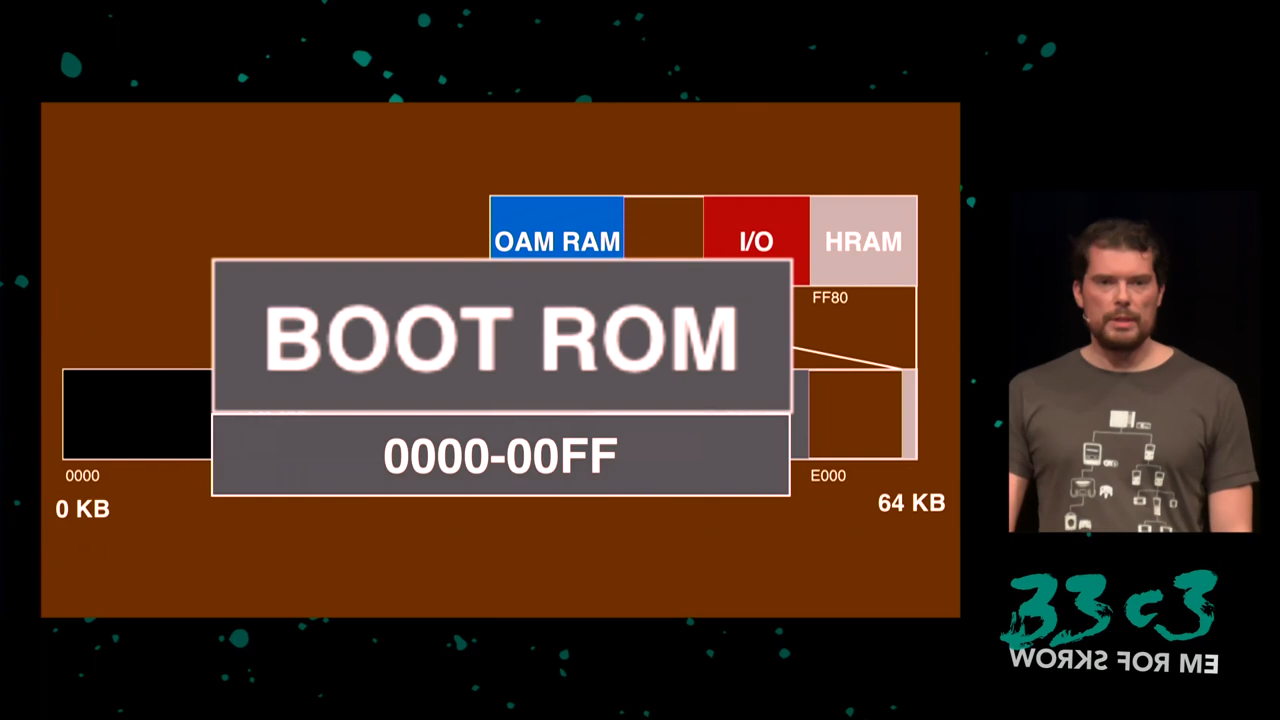 OAM RAM
I/O
HRAM
FF80
BOOT ROM
0000-00FF
0000
E000
0 KB
64 KB
33c3
WORKS FOR ME